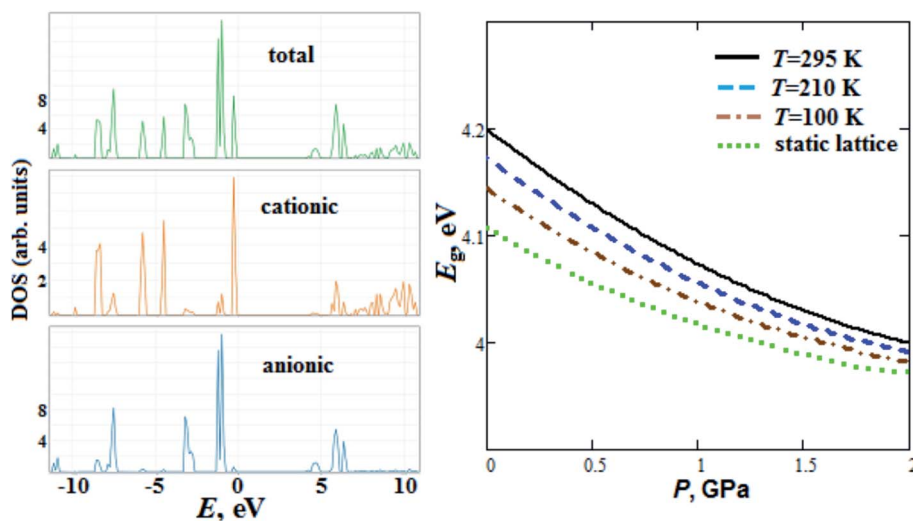 total
8
4
cationic
4
2
DOS (arb. units)
anionic
8
4
-10 -5 0 5 10
E, eV
T=295 K
T=210 K
T=100 K
static lattice
4.2
4.1
4
Eg, eV
0 0.5 1 1.5 2
P, GPa